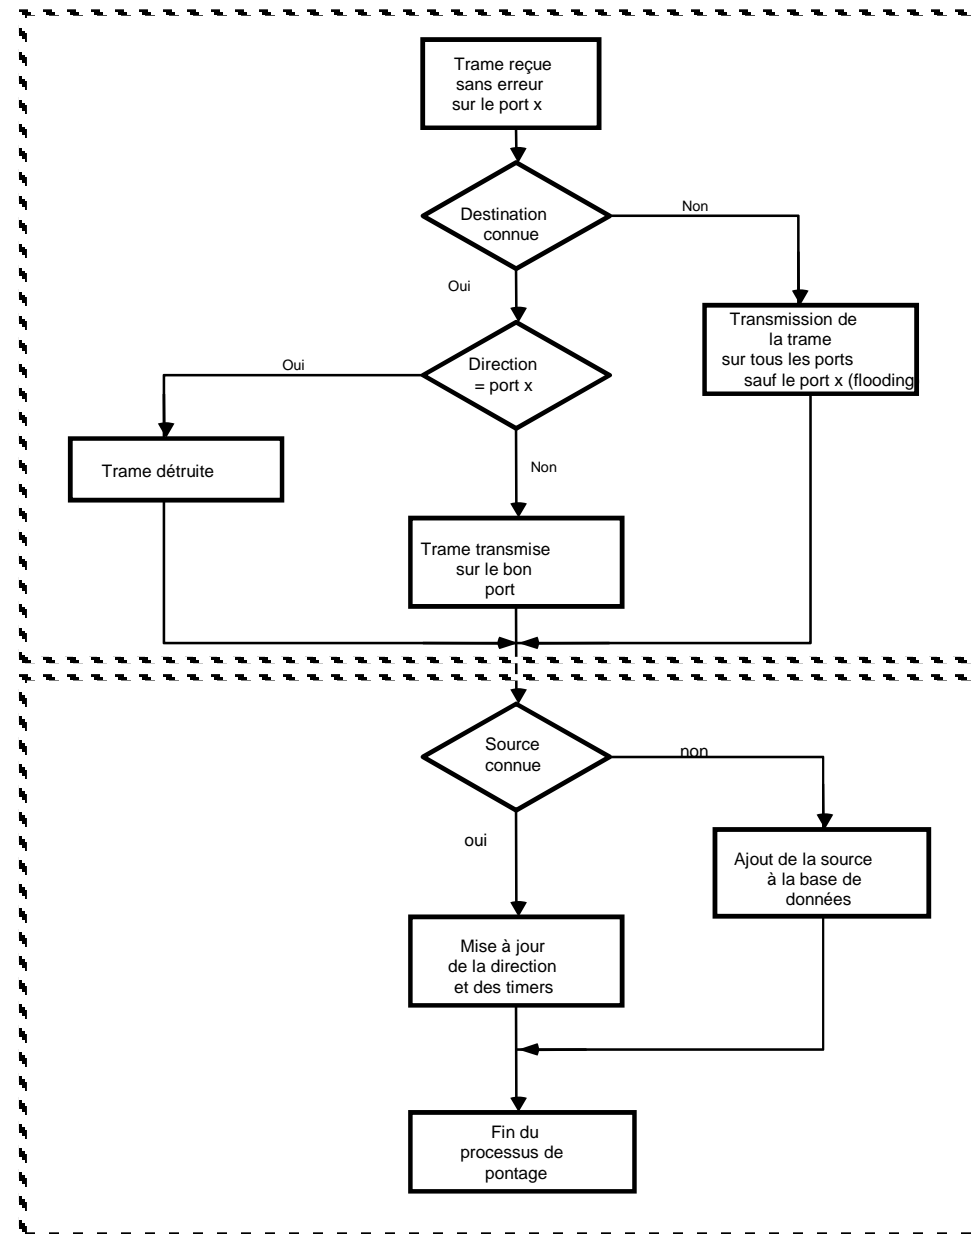 Trame reçue
sans erreur
sur le port x
Destination
connue
Non
Oui
Transmission de
la trame
sur tous les ports
sauf le port x (flooding
Direction
= port x
Oui
Trame détruite
Non
Trame transmise
sur le bon
port
Source
connue
non
oui
Ajout de la source
à la base de
données
Mise à jour
de la direction
et des timers
Fin du
processus de
pontage